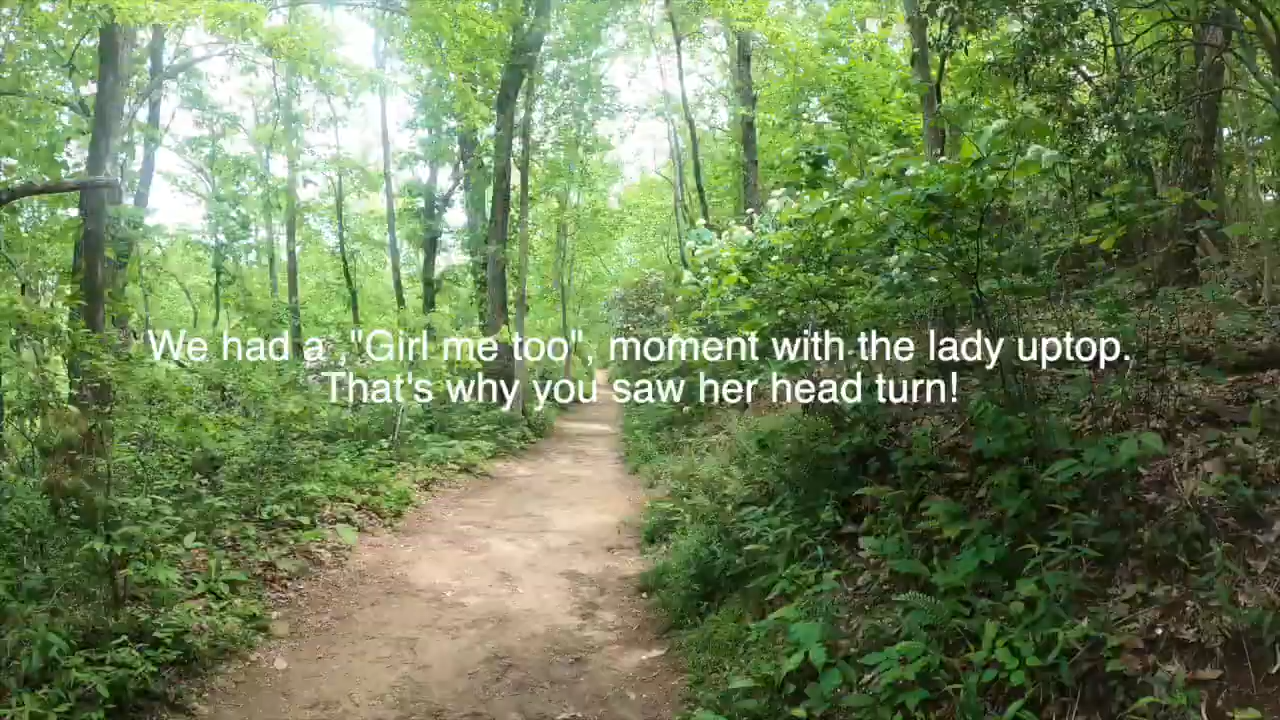 We had a ,"Girl me too", moment with the lady uptop.
That's why you saw her head turn!